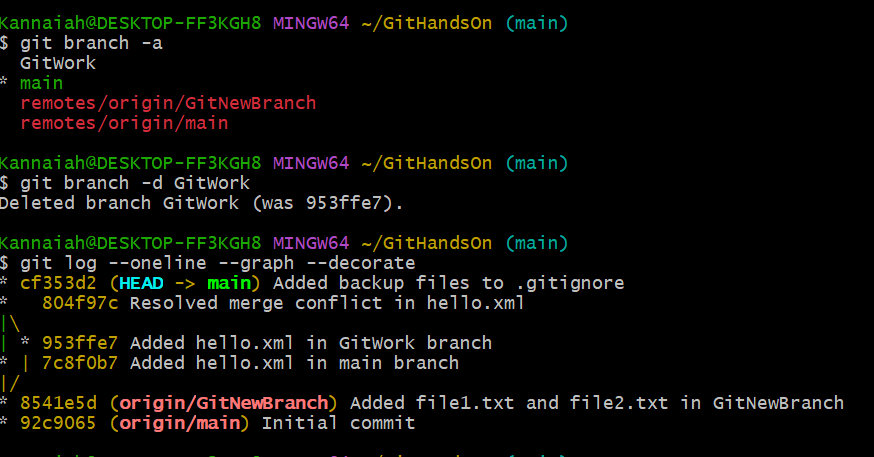 Kannaiah@DESKTOP-FF3KGH8 MINGW64 ~/GitHandsOn (main)
$ git branch -a
  GitWork
* main
  remotes/origin/GitNewBranch
  remotes/origin/main

Kannaiah@DESKTOP-FF3KGH8 MINGW64 ~/GitHandsOn (main)
$ git branch -d GitWork
Deleted branch GitWork (was 953ffe7).

Kannaiah@DESKTOP-FF3KGH8 MINGW64 ~/GitHandsOn (main)
$ git log --oneline --graph --decorate
* cf353d2 (HEAD -> main) Added backup files to .gitignore
*   804f97c Resolved merge conflict in hello.xml
|\
| * 953ffe7 Added hello.xml in GitWork branch
* | 7c8f0b7 Added hello.xml in main branch
|/
* 8541e5d (origin/GitNewBranch) Added file1.txt and file2.txt in GitNewBranch
* 92c9065 (origin/main) Initial commit